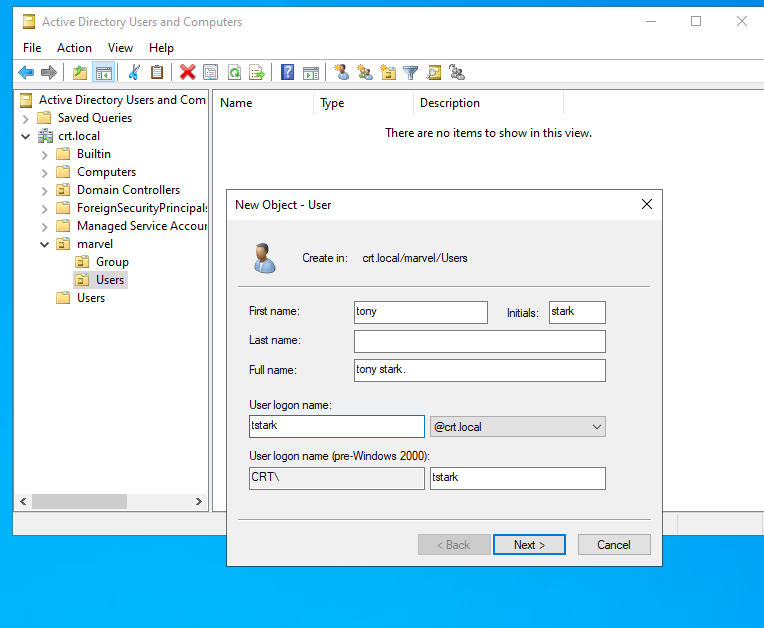 Active Directory Users and Computers
File Action View Help
Active Directory Users and Com
Saved Queries
crt.local
Builtin
Computers
Domain Controllers
ForeignSecurityPrincipals
Managed Service Accour
marvel
Group
Users
Users
Name Type Description
There are no items to show in this view.
New Object - User
Create in: crt.local/marvel/Users
First name: tony Initials: stark
Last name:
Full name: tony stark.
User logon name:
tstark @crt.local
User logon name (pre-Windows 2000):
CRT\ tstark
< Back Next > Cancel